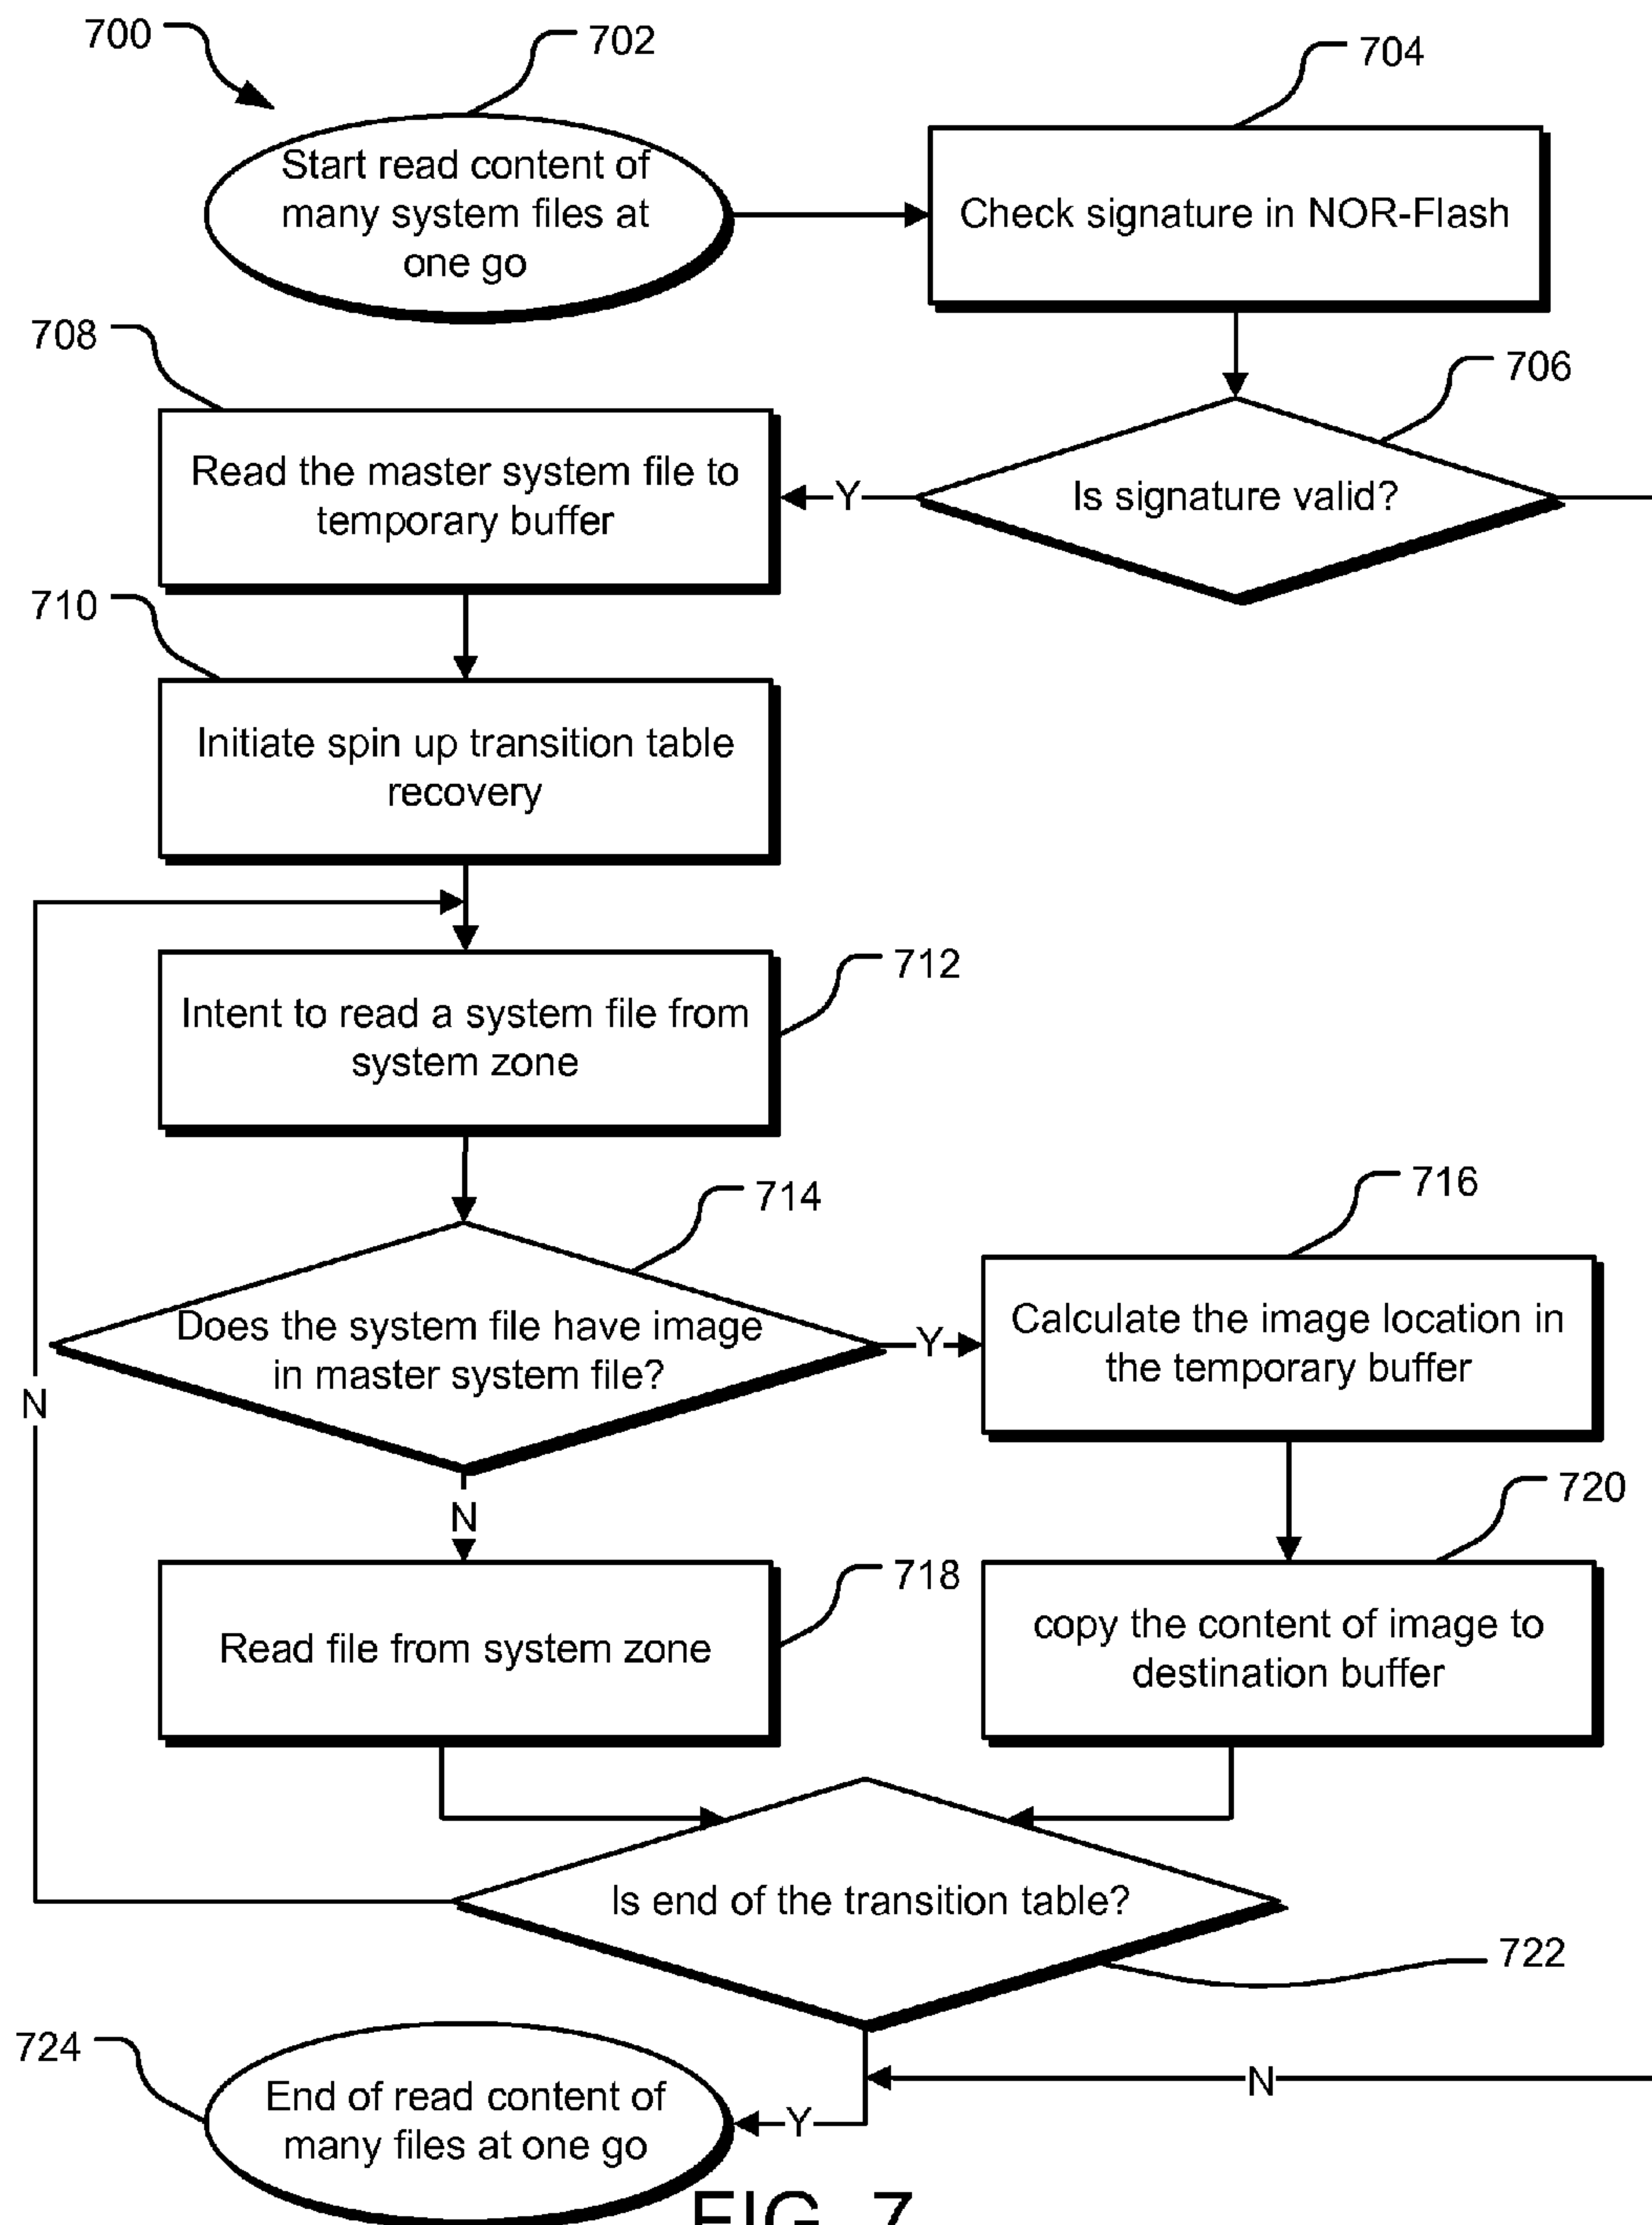 700
702
Start read content of
many system files at
one go
704
Check signature in NOR-Flash
706
Is signature valid?
Y
708
Read the master system file to
temporary buffer
710
Initiate spin up transition table
recovery
712
Intent to read a system file from
system zone
714
Does the system file have image
in master system file?
Y
716
Calculate the image location in
the temporary buffer
N
N
718
Read file from system zone
720
copy the content of image to
destination buffer
Is end of the transition table?
722
724
End of read content of
many files at one go
Y
N
FIG. 7